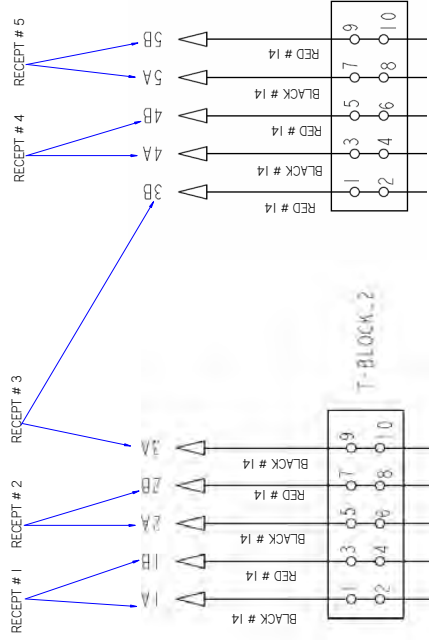 RECEPT # 1
RECEPT # 2
RECEPT # 3
RECEPT # 4
RECEPT # 5
1A
1B
2A
2B
3A
3B
4A
4B
5A
5B
BLACK # 14
RED # 14
BLACK # 14
RED # 14
BLACK # 14
RED # 14
BLACK # 14
RED # 14
BLACK # 14
RED # 14
1 3 5 7 9
2 4 6 8 10
T-BLOCK_2
1 3 5 7 9
2 4 6 8 10